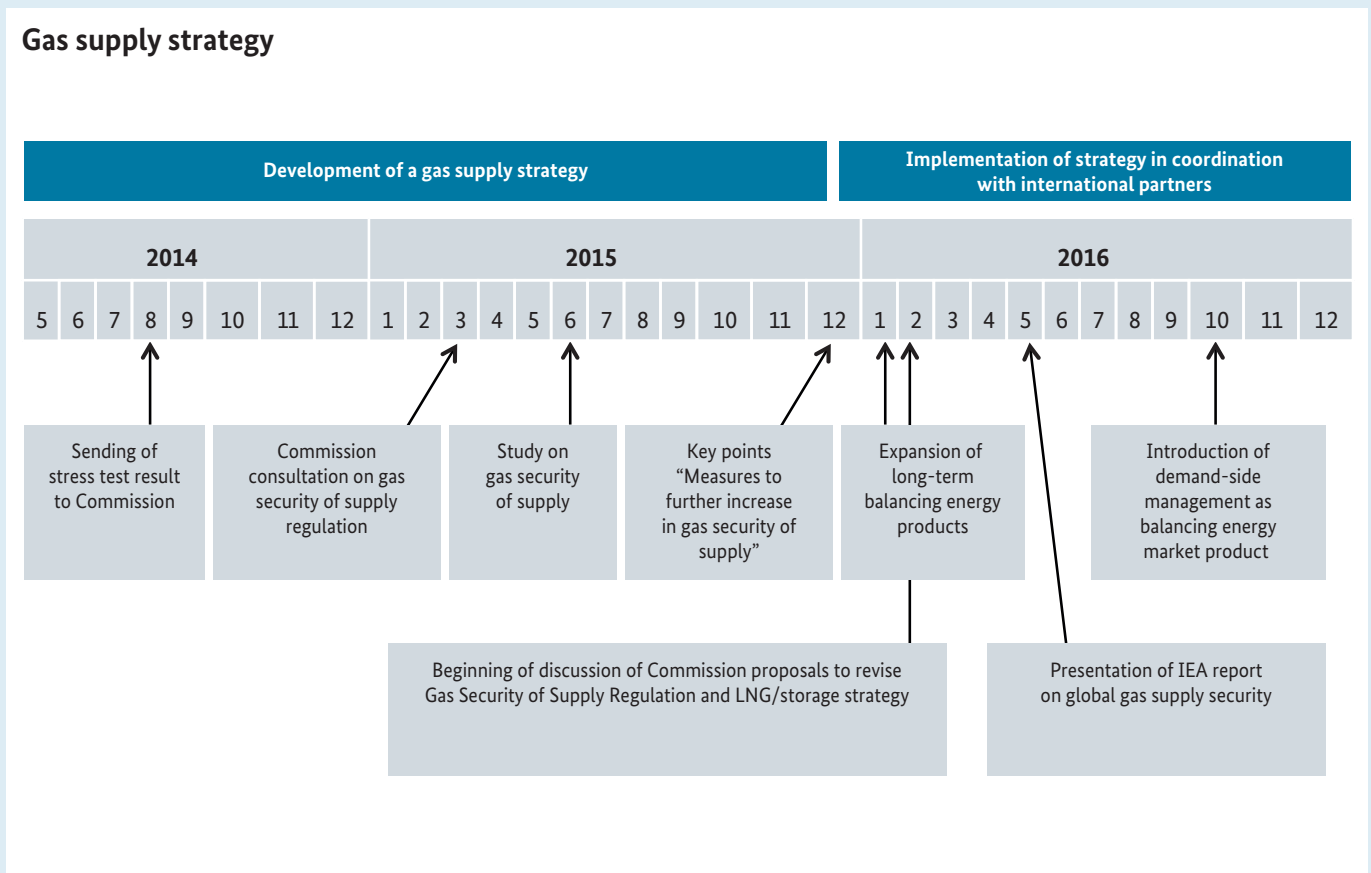 Gas supply strategy
Development of a gas supply strategy
Implementation of strategy in coordination
with international partners
2014
2015
2016
5 6 7 8 9 10 11 12 1 2 3 4 5 6 7 8 9 10 11 12 1 2 3 4 5 6 7 8 9 10 11 12
Sending of
stress test result
to Commission
Commission
consultation on gas
security of supply
regulation
Study on
gas security
of supply
Key points
“Measures to
further increase
in gas security of
supply”
Expansion of
long-term
balancing energy
products
Introduction of
demand-side
management as
balancing energy
market product
Beginning of discussion of Commission proposals to revise
Gas Security of Supply Regulation and LNG/storage strategy
Presentation of IEA report
on global gas supply security